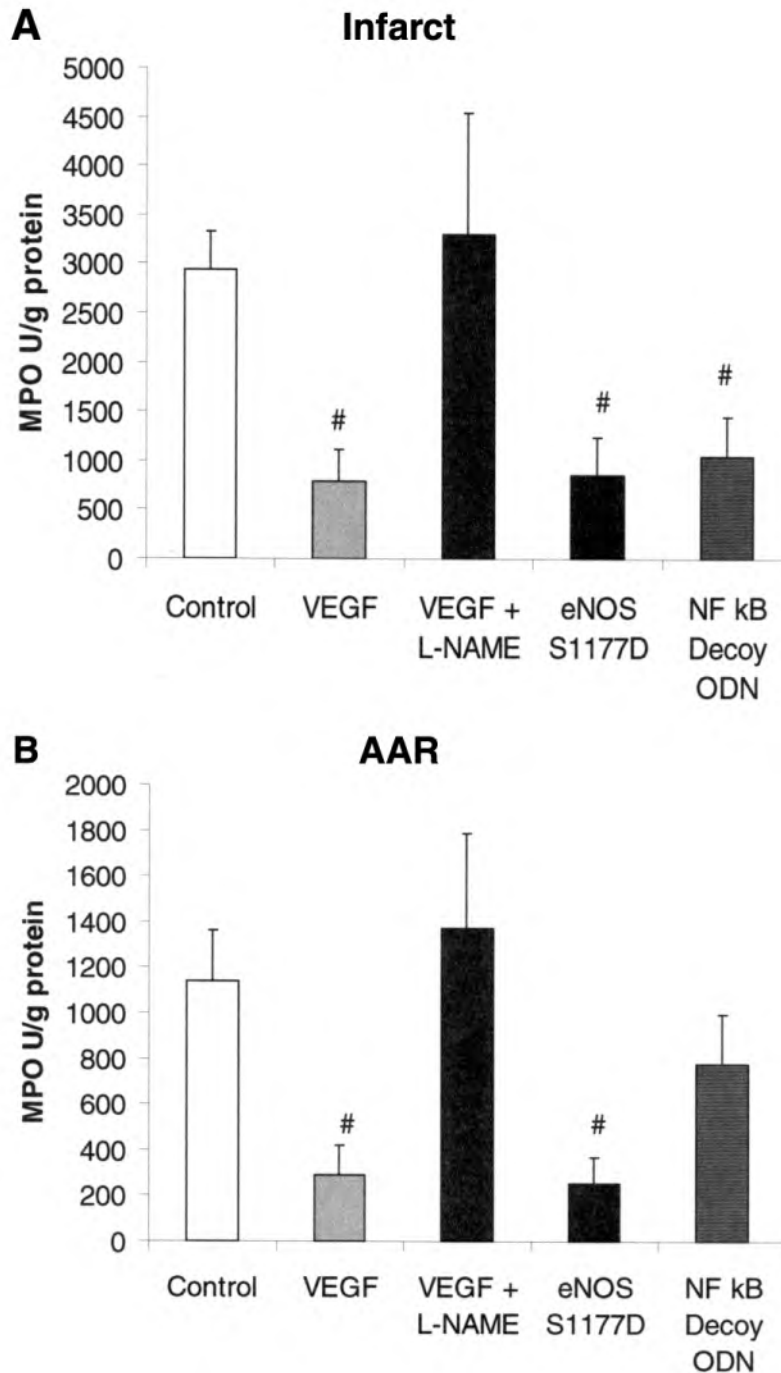 A Infarct
MPO U/g protein
5000
4500
4000
3500
3000
2500
2000
1500
1000
500
0
#
#
#
Control VEGF VEGF + eNOS NF kB
L-NAME S1177D Decoy
ODN
B AAR
MPO U/g protein
2000
1800
1600
1400
1200
1000
800
600
400
200
0
#
#
Control VEGF VEGF + eNOS NF kB
L-NAME S1177D Decoy
ODN